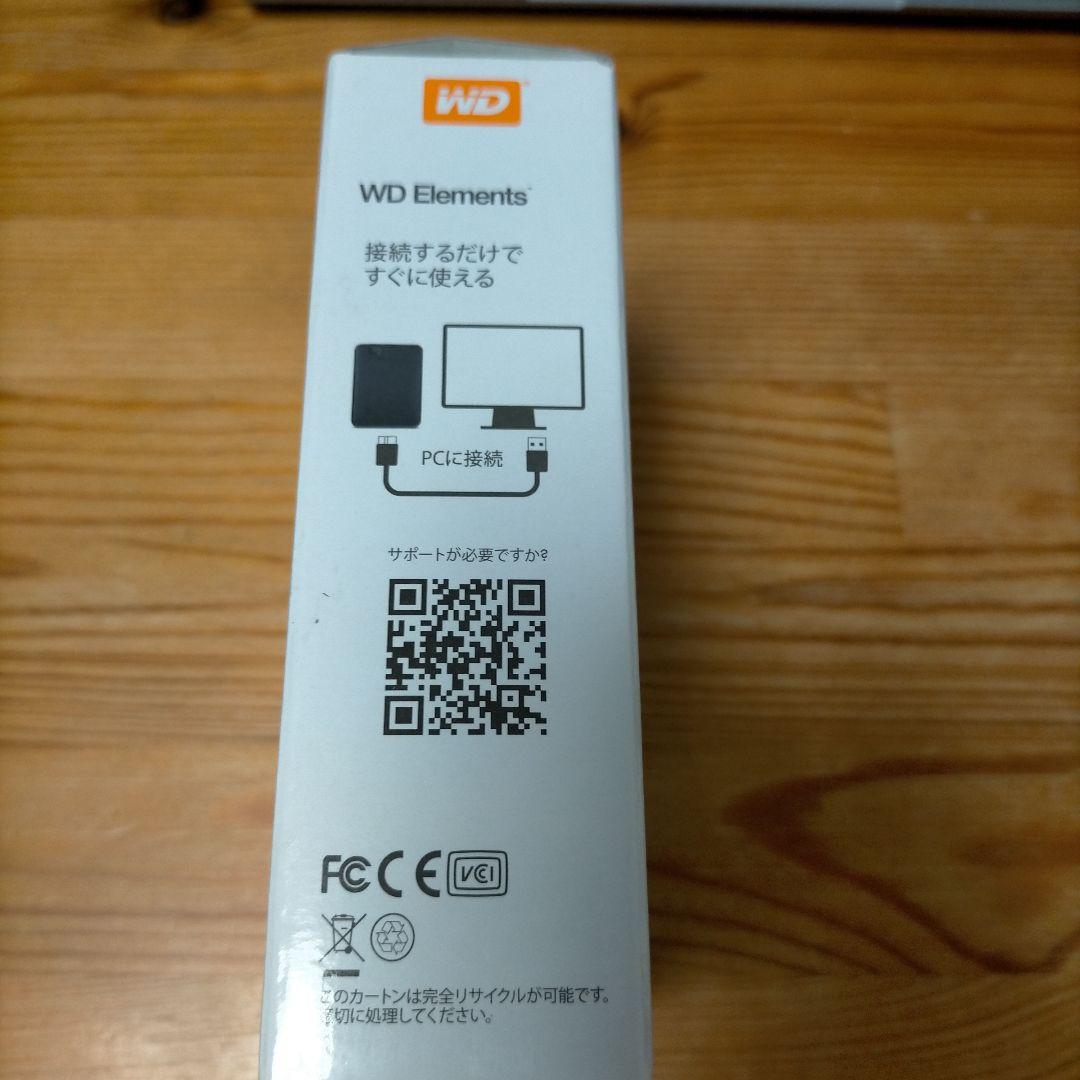 WD
WD Elements
接続するだけで
すぐに使える
PCに接続
サポートが必要ですか?
FC CE VCCI
このカートンは完全リサイクルが可能です。
適切に処理してください。